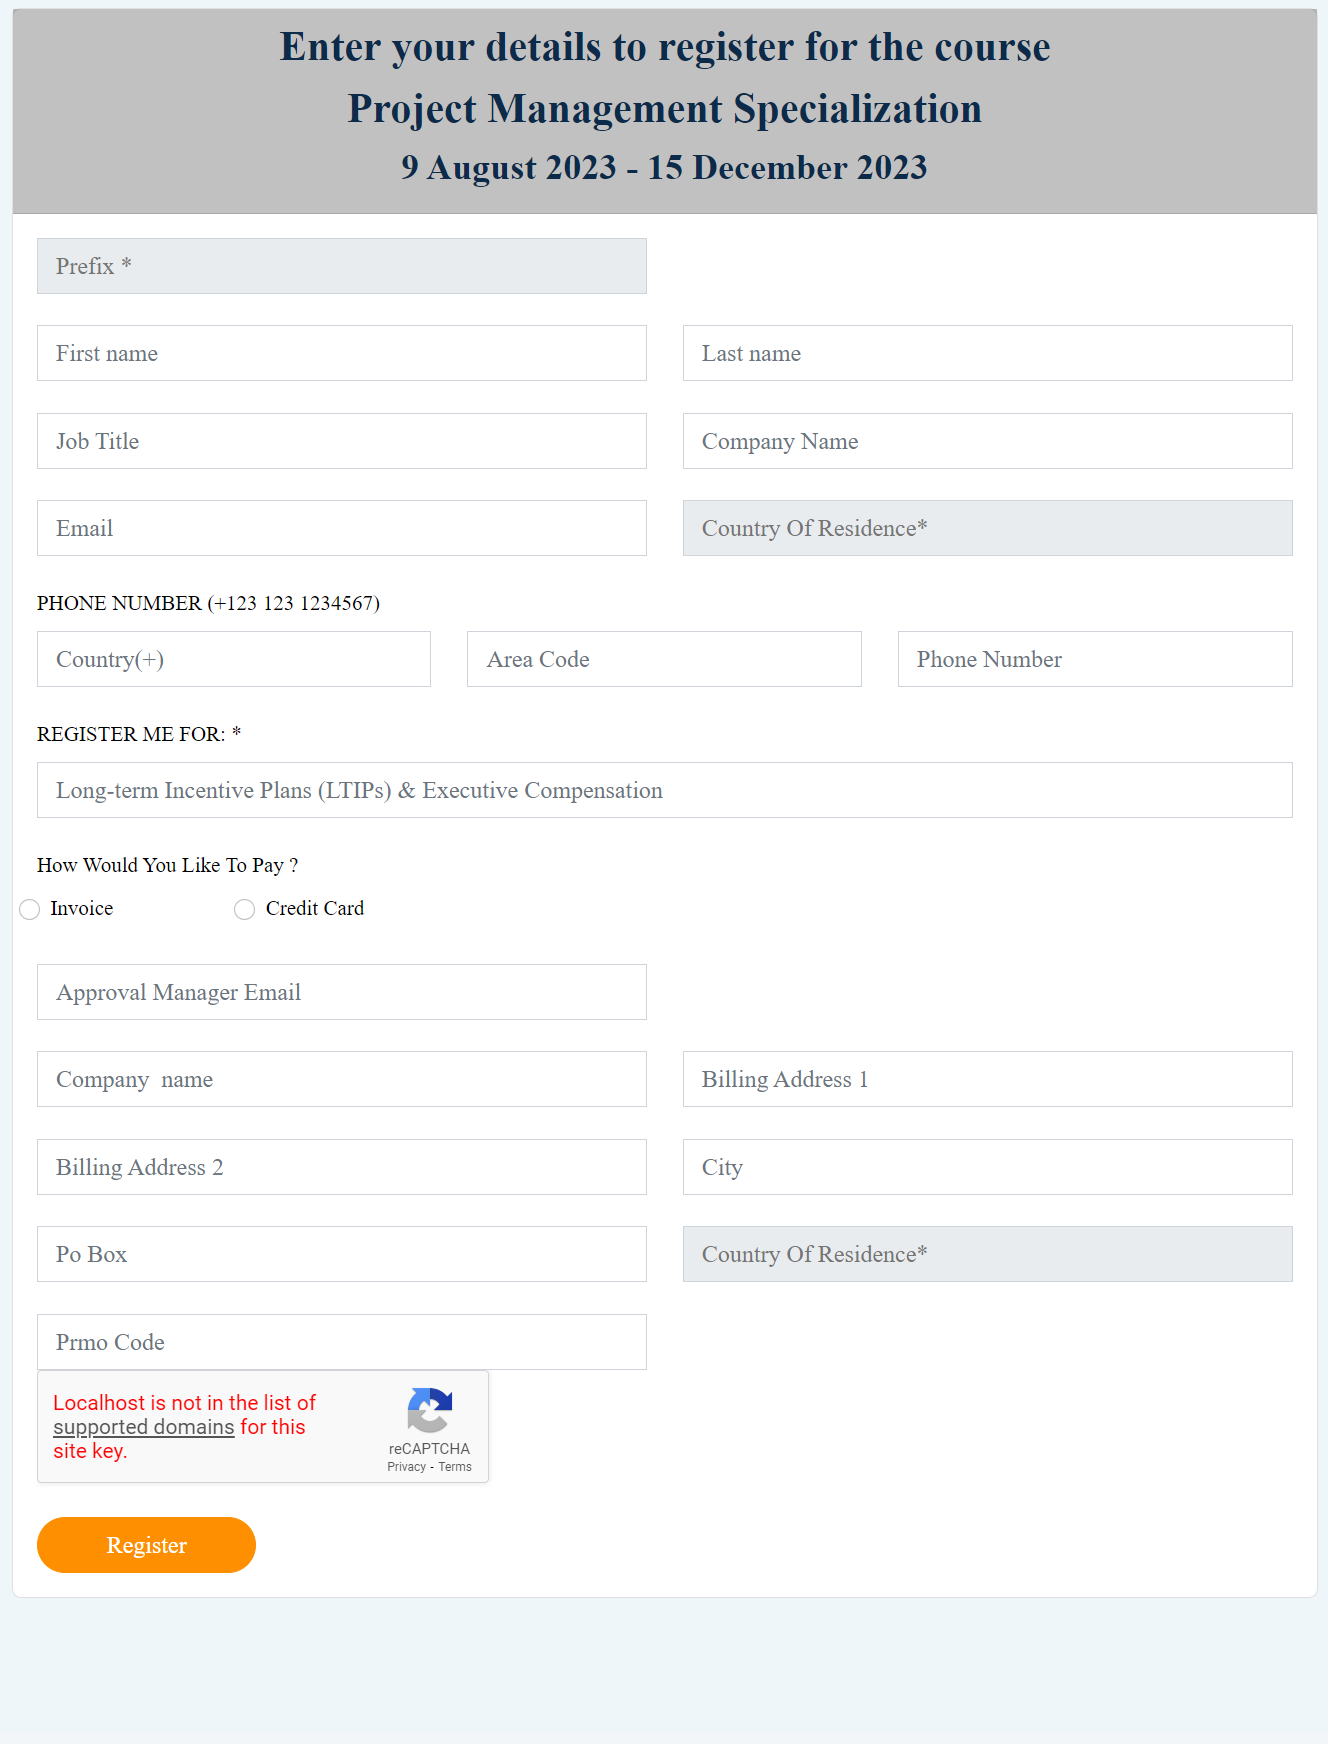 Enter your details to register for the course
Project Management Specialization
9 August 2023 - 15 December 2023
Prefix *
First name
Last name
Job Title
Company Name
Email
Country Of Residence*
PHONE NUMBER (+123 123 1234567)
Country(+)
Area Code
Phone Number
REGISTER ME FOR: *
Long-term Incentive Plans (LTIPs) & Executive Compensation
How Would You Like To Pay ?
Invoice
Credit Card
Approval Manager Email
Company  name
Billing Address 1
Billing Address 2
City
Po Box
Country Of Residence*
Prmo Code
Localhost is not in the list of
supported domains for this
site key.
reCAPTCHA
Privacy - Terms
Register